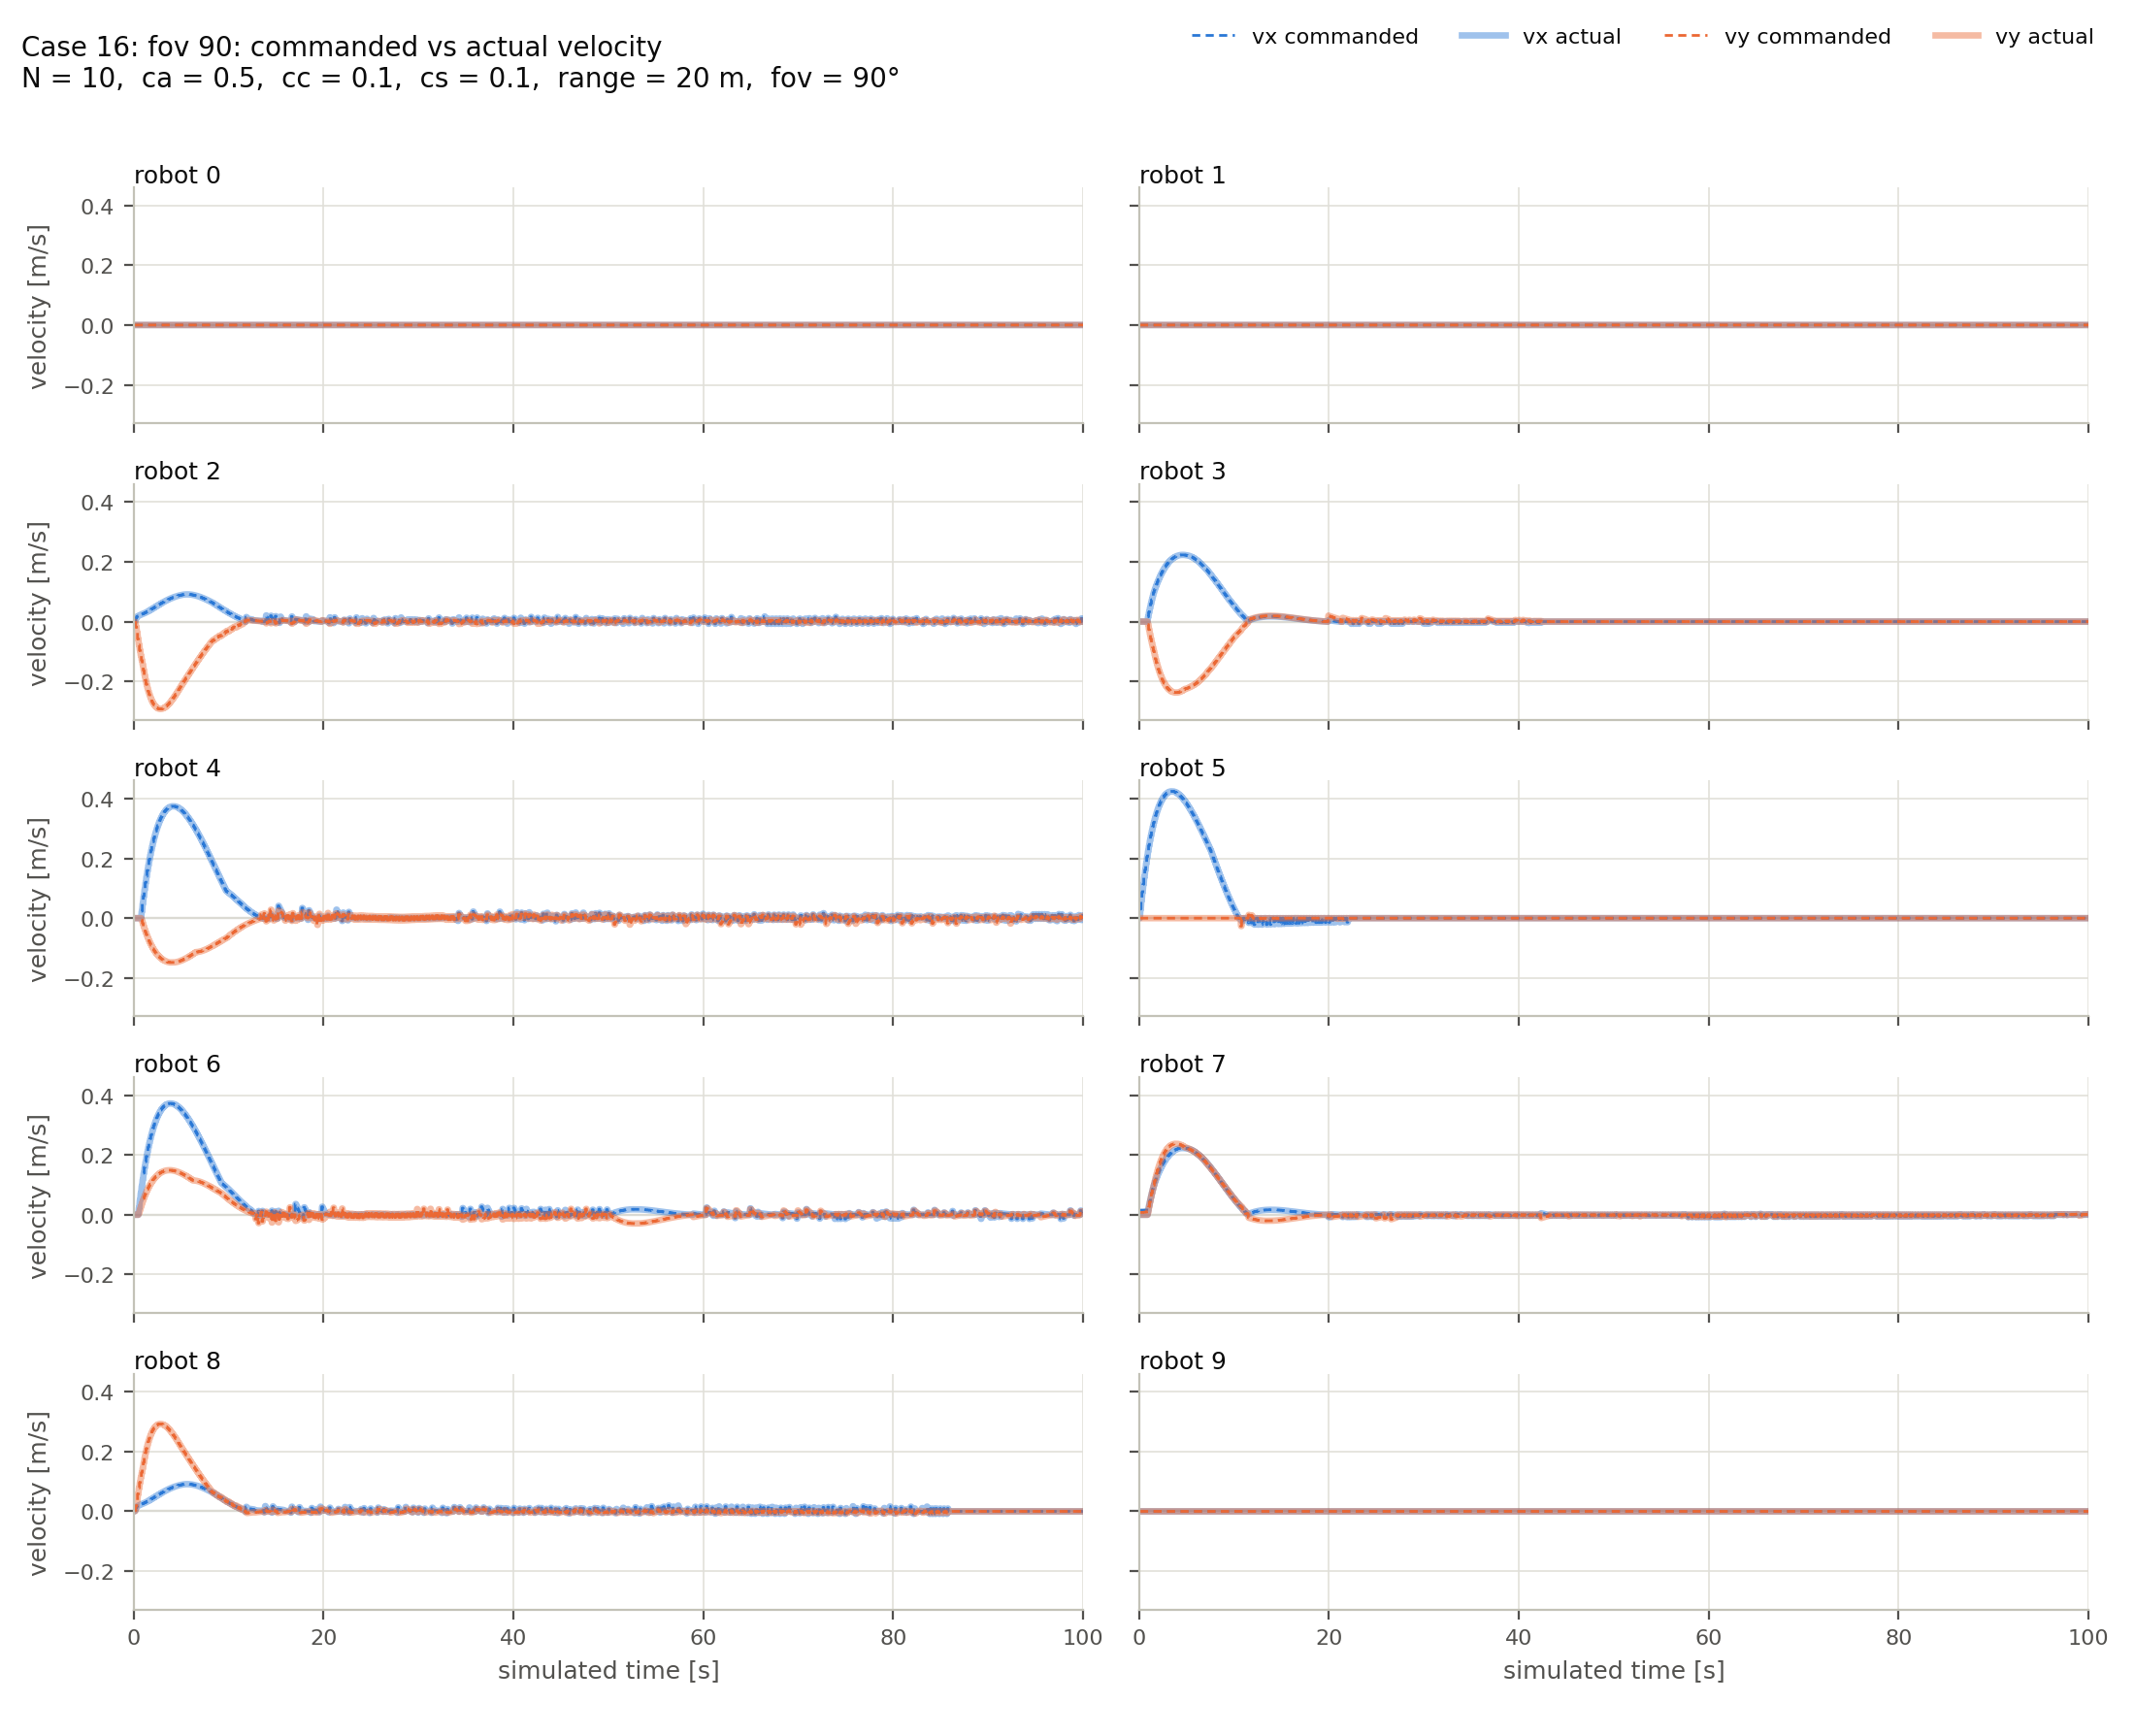 Case 16: fov 90: commanded vs actual velocity
N = 10,  ca = 0.5,  cc = 0.1,  cs = 0.1,  range = 20 m,  fov = 90°
vx commanded
vx actual
vy commanded
vy actual
robot 0
0.4
0.2
0.0
−0.2
velocity [m/s]
robot 1
robot 2
0.4
0.2
0.0
−0.2
velocity [m/s]
robot 3
robot 4
0.4
0.2
0.0
−0.2
velocity [m/s]
robot 5
robot 6
0.4
0.2
0.0
−0.2
velocity [m/s]
robot 7
robot 8
0.4
0.2
0.0
−0.2
velocity [m/s]
0 20 40 60 80 100
simulated time [s]
robot 9
0 20 40 60 80 100
simulated time [s]